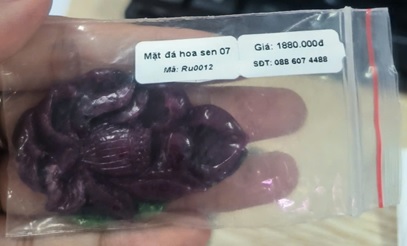 Mặt đá hoa sen 07
Mã: Ru0012
Giá: 1880.000đ
SĐT: 088 607 4488